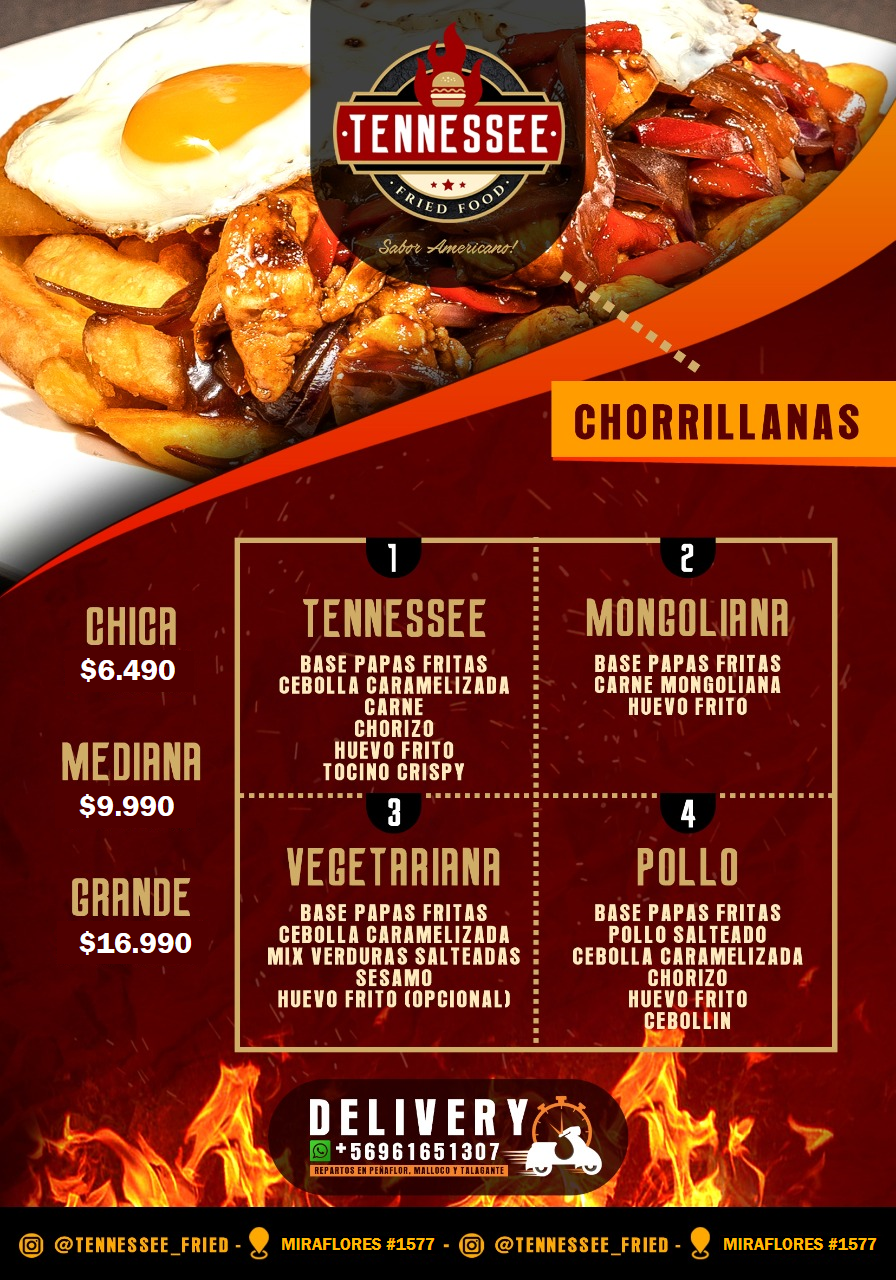 TENNESSEE
FRIED FOOD
Sabor Americano!
CHORRILLANAS
CHICA
$6.490
MEDIANA
$9.990
GRANDE
$16.990
1
TENNESSEE
BASE PAPAS FRITAS
CEBOLLA CARAMELIZADA
CARNE
CHORIZO
HUEVO FRITO
TOCINO CRISPY
2
MONGOLIANA
BASE PAPAS FRITAS
CARNE MONGOLIANA
HUEVO FRITO
3
VEGETARIANA
BASE PAPAS FRITAS
CEBOLLA CARAMELIZADA
MIX VERDURAS SALTEADAS
SESAMO
HUEVO FRITO (OPCIONAL)
4
POLLO
BASE PAPAS FRITAS
POLLO SALTEADO
CEBOLLA CARAMELIZADA
CHORIZO
HUEVO FRITO
CEBOLLIN
DELIVERY
+56961651307
REPARTOS EN PEÑAFLOR, MALLOCO Y TALAGANTE
@TENNESSEE_FRIED - MIRAFLORES #1577 - @TENNESSEE_FRIED - MIRAFLORES #1577